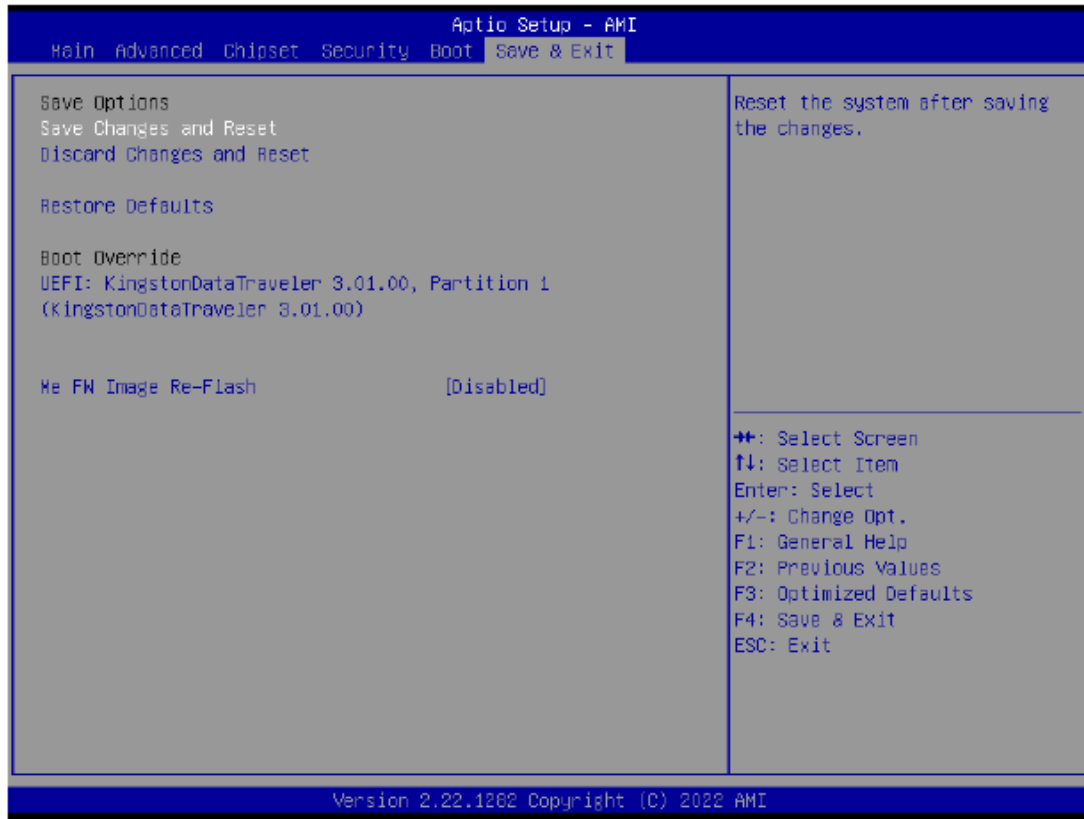 Aptio Setup - AMI
Main Advanced Chipset Security Boot Save & Exit
Save Options
Save Changes and Reset
Discard Changes and Reset
Restore Defaults
Boot Override
UEFI: KingstonDataTraveler 3.01.00, Partition 1
(KingstonDataTraveler 3.01.00)
Me FW Image Re-Flash [Disabled]
Reset the system after saving
the changes.
→←: Select Screen
↑↓: Select Item
Enter: Select
+/-: Change Opt.
F1: General Help
F2: Previous Values
F3: Optimized Defaults
F4: Save & Exit
ESC: Exit
Version 2.22.1282 Copyright (C) 2022 AMI